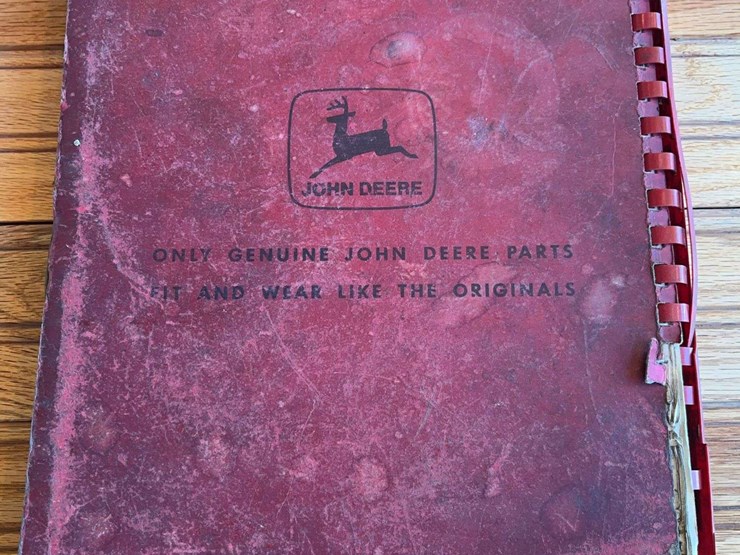 JOHN DEERE
ONLY GENUINE JOHN DEERE PARTS
FIT AND WEAR LIKE THE ORIGINALS